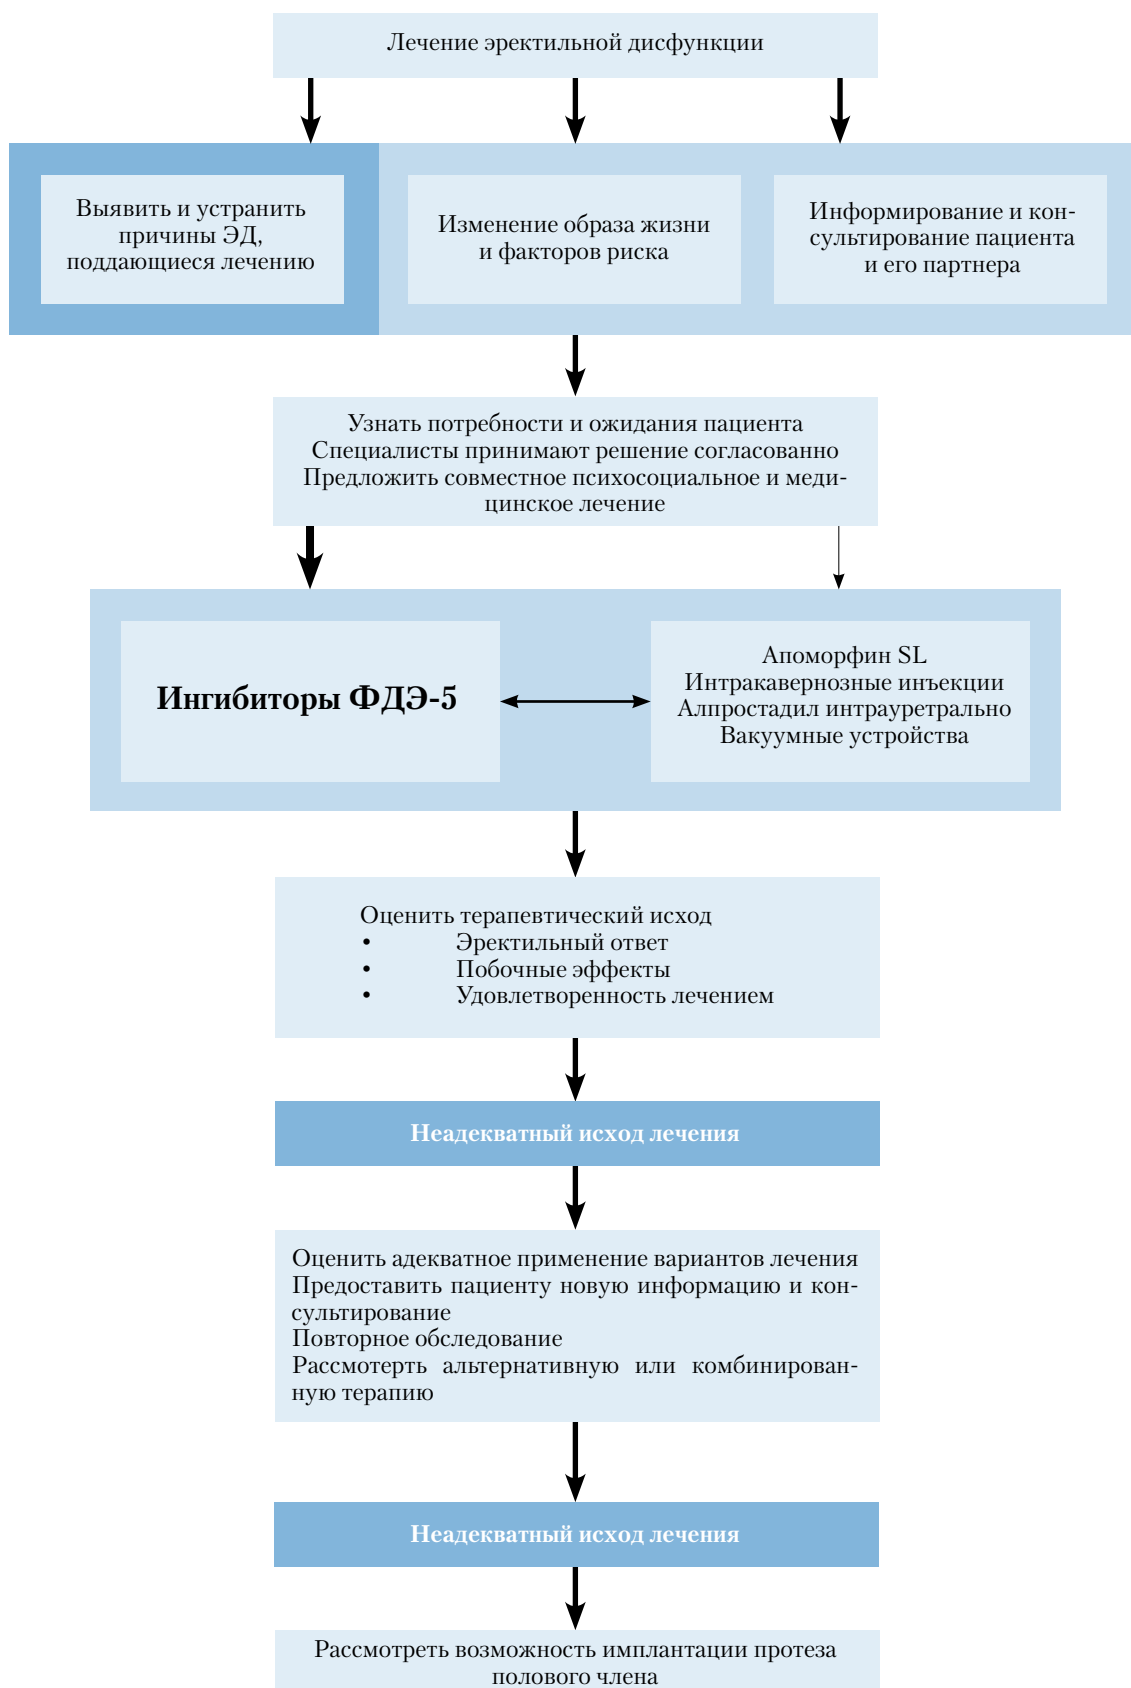 Лечение эректильной дисфункции
Выявить и устранить
причины ЭД,
поддающиеся лечению
Изменение образа жизни
и факторов риска
Информирование и кон-
сультирование пациента
и его партнера
Узнать потребности и ожидания пациента
Специалисты принимают решение согласованно
Предложить совместное психосоциальное и меди-
цинское лечение
Ингибиторы ФДЭ-5
Апоморфин SL
Интракавернозные инъекции
Алпростадил интрауретрально
Вакуумные устройства
Оценить терапевтический исход
• Эректильный ответ
• Побочные эффекты
• Удовлетворенность лечением
Неадекватный исход лечения
Оценить адекватное применение вариантов лечения
Предоставить пациенту новую информацию и кон-
сультирование
Повторное обследование
Рассмотерть альтернативную или комбинирован-
ную терапию
Неадекватный исход лечения
Рассмотреть возможность имплантации протеза
полового члена